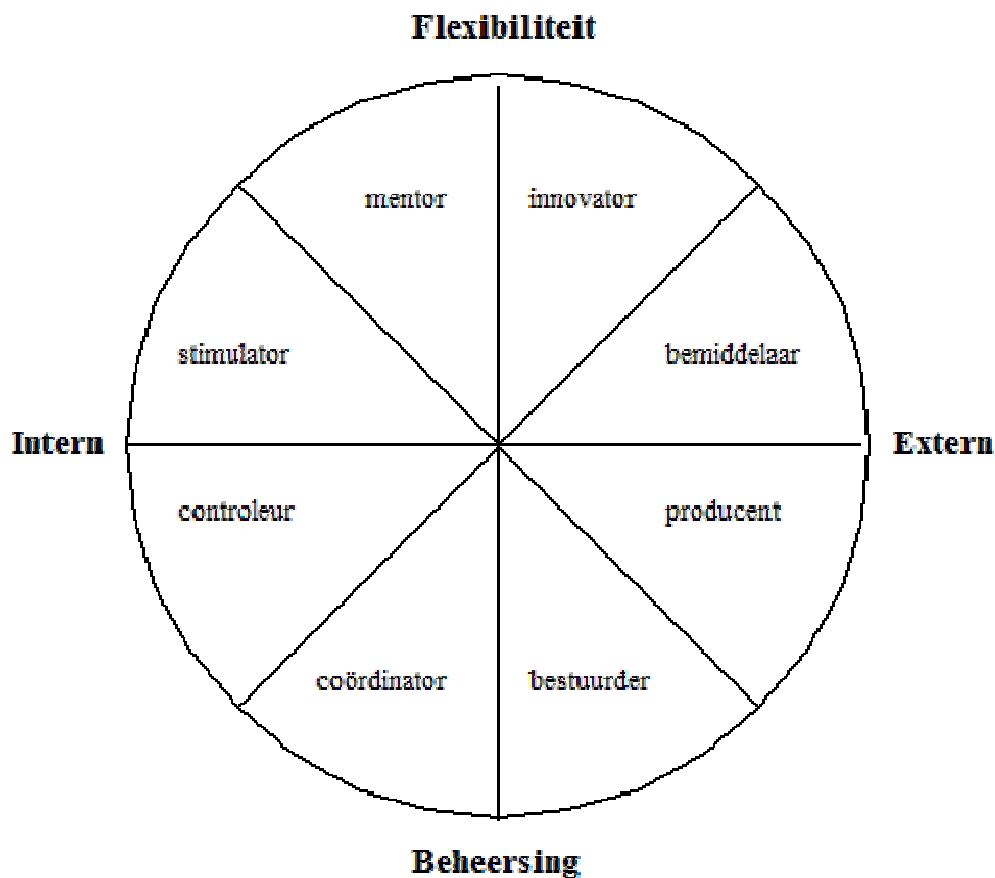 Flexibiliteit
mentor innovator
stimulator bemiddelaar
Intern Extern
controleur producent
coördinator bestuurder
Beheersing